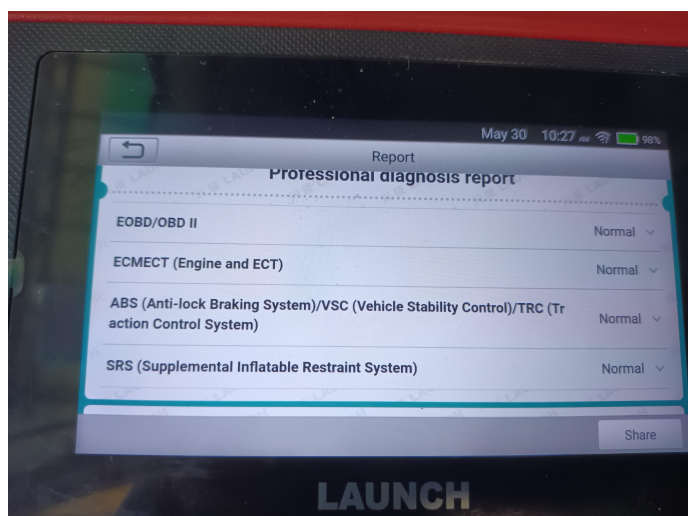 May 30 10:27 AM 98%
Report
Professional diagnosis report
EOBD/OBD II Normal
ECMECT (Engine and ECT) Normal
ABS (Anti-lock Braking System)/VSC (Vehicle Stability Control)/TRC (Tr
action Control System) Normal
SRS (Supplemental Inflatable Restraint System) Normal
Share
LAUNCH